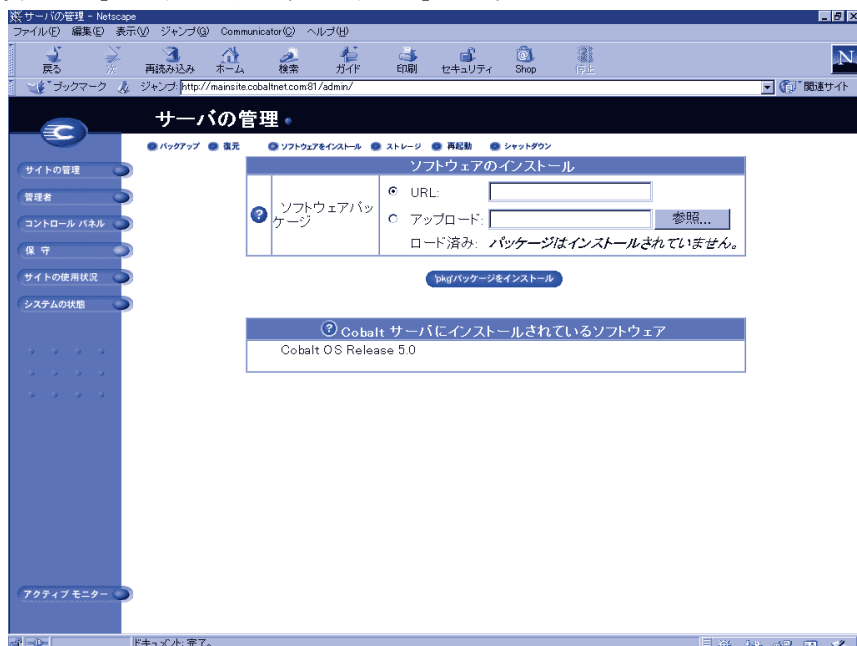 サーバの管理 - Netscape
ファイル(F) 編集(E) 表示(V) ジャンプ(G) Communicator(C) ヘルプ(H)
戻る 次 再読み込み ホーム 検索 ガイド 印刷 セキュリティ Shop 停止
N
ブックマーク ジャンプ: http://mainsite.cobaltnet.com:81/admin/ 関連サイト
サーバの管理
バックアップ 復元 ソフトウェアをインストール ストレージ 再起動 シャットダウン
サイトの管理
管理者
コントロール パネル
保 守
サイトの使用状況
システムの状態
アクティブ モニター
ソフトウェアのインストール
ソフトウェアパッ
ケージ
URL:
アップロード: 参照...
ロード済み: パッケージはインストールされていません。
'pkg'パッケージをインストール
Cobalt サーバにインストールされているソフトウェア
Cobalt OS Release 5.0
ドキュメント: 完了。